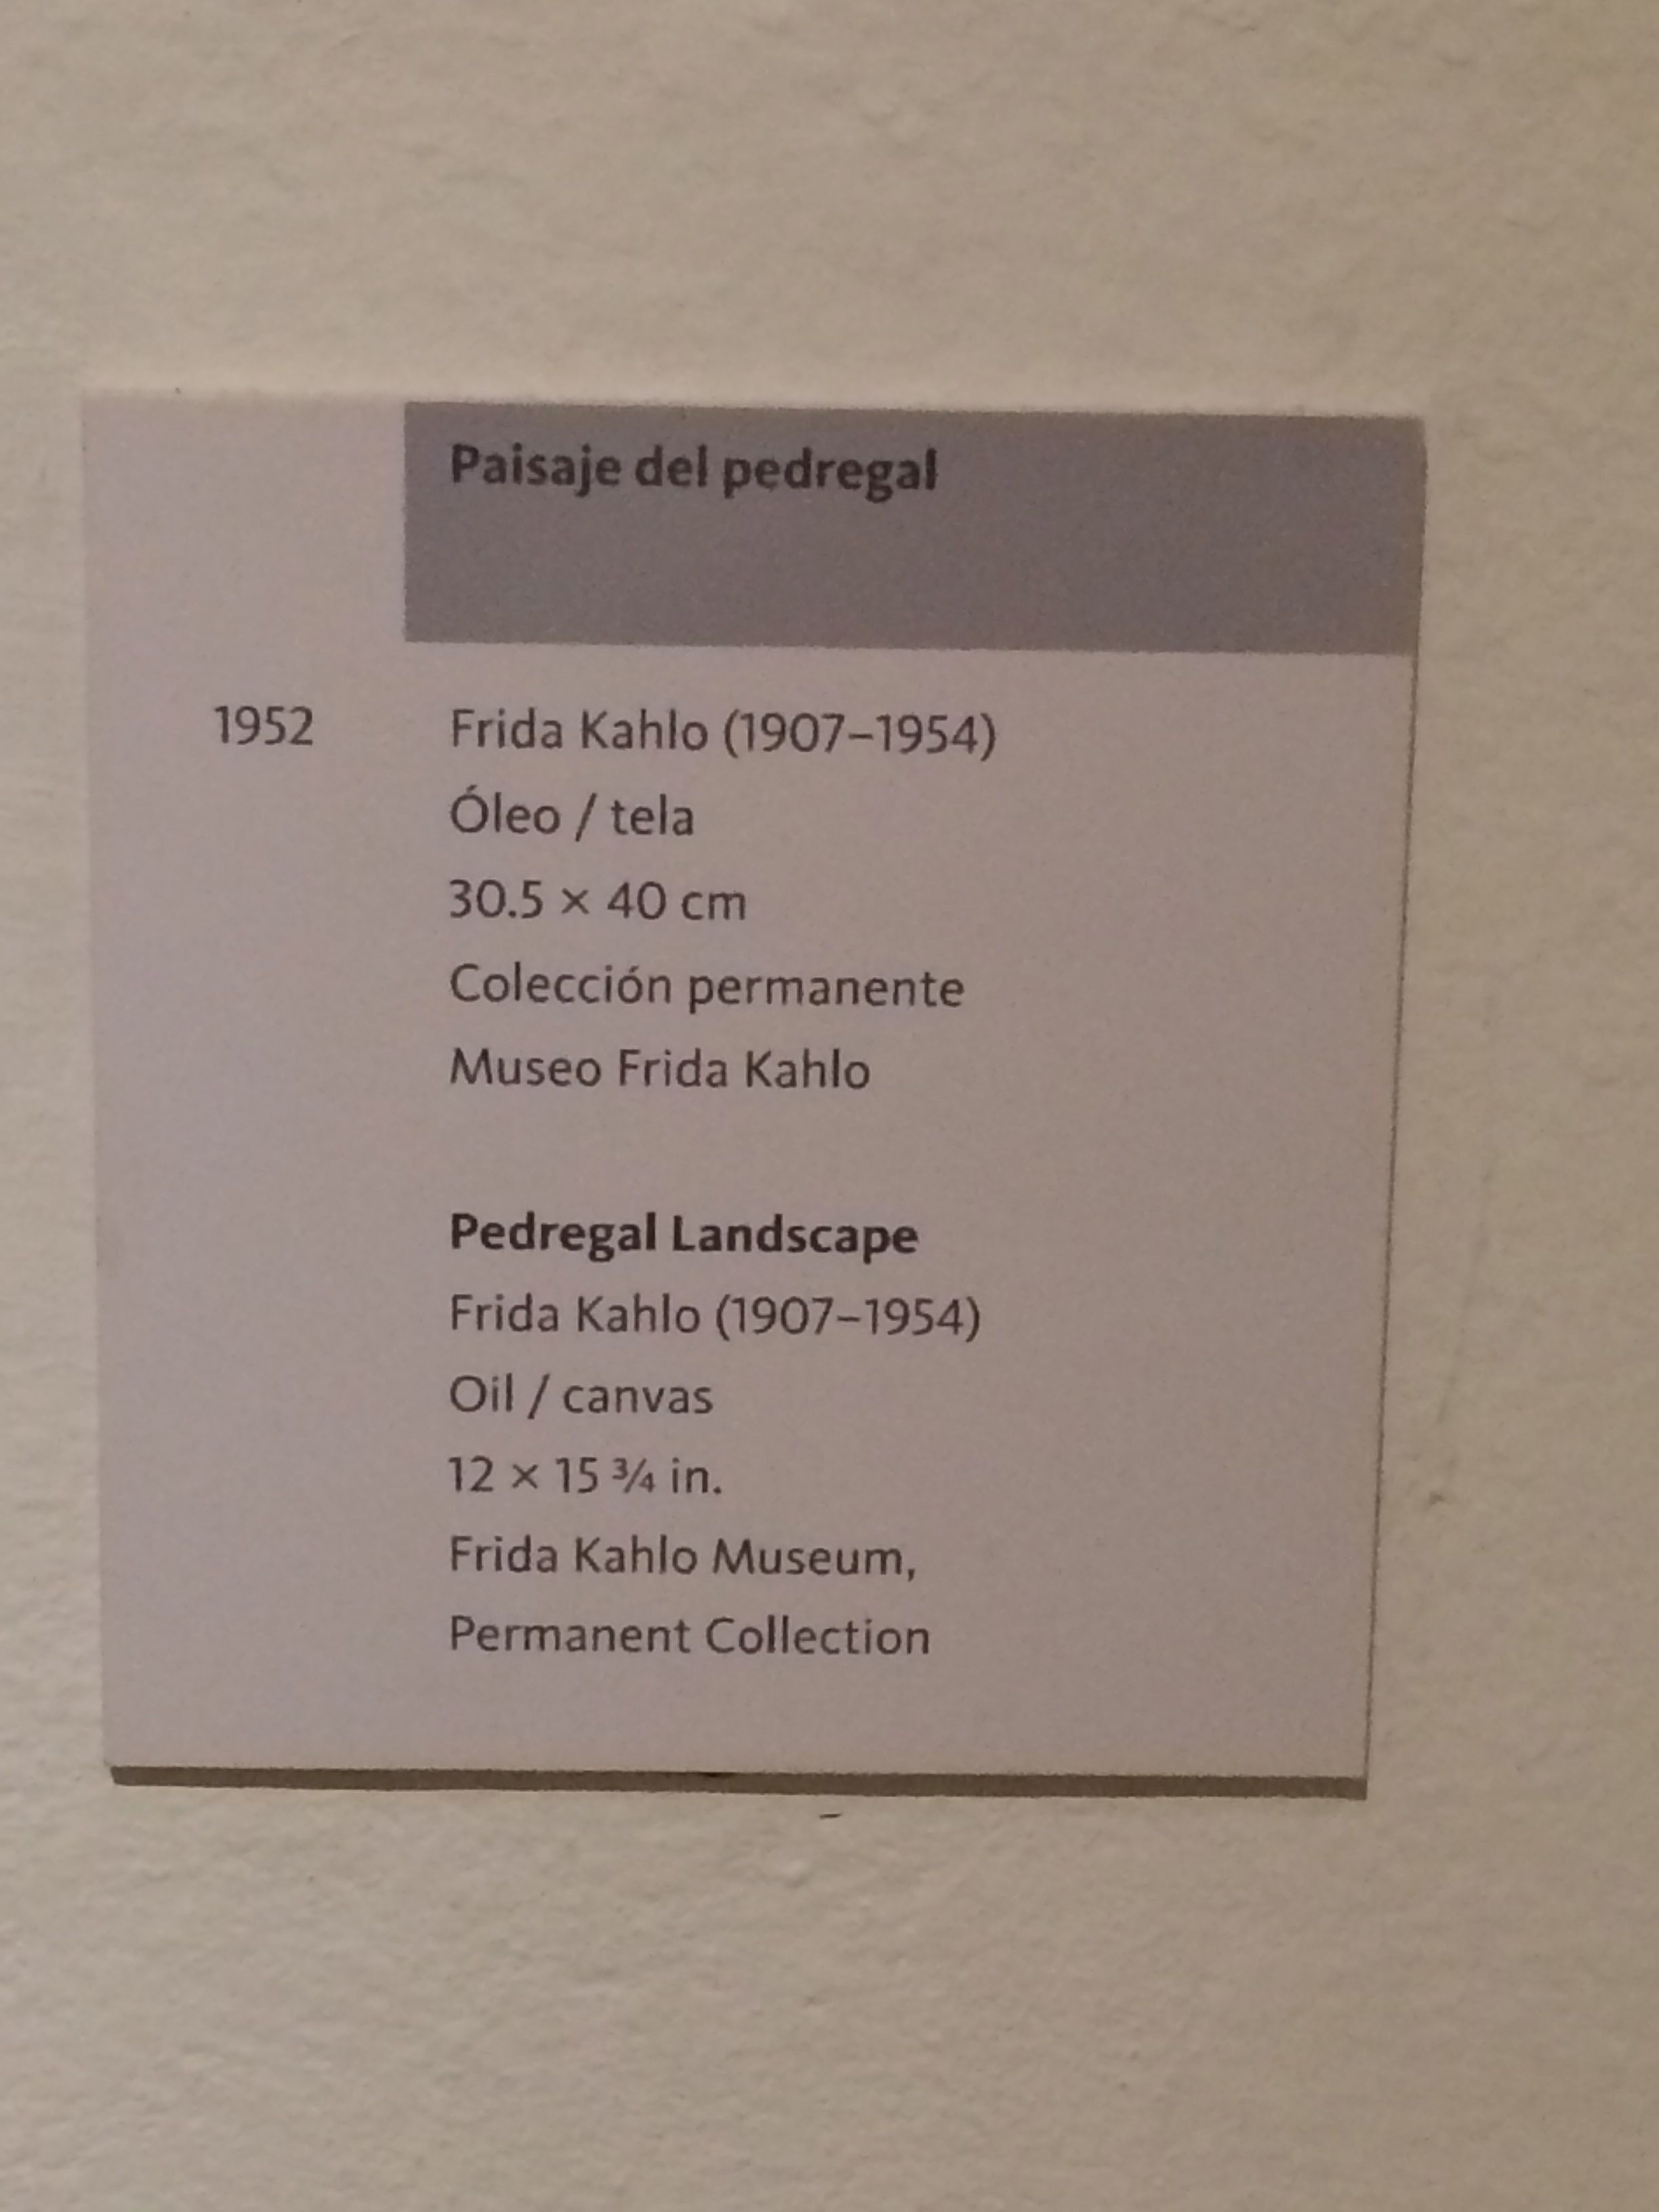 Paisaje del pedregal
1952 Frida Kahlo (1907–1954)
Óleo / tela
30.5 × 40 cm
Colección permanente
Museo Frida Kahlo
Pedregal Landscape
Frida Kahlo (1907–1954)
Oil / canvas
12 × 15 ¾ in.
Frida Kahlo Museum,
Permanent Collection